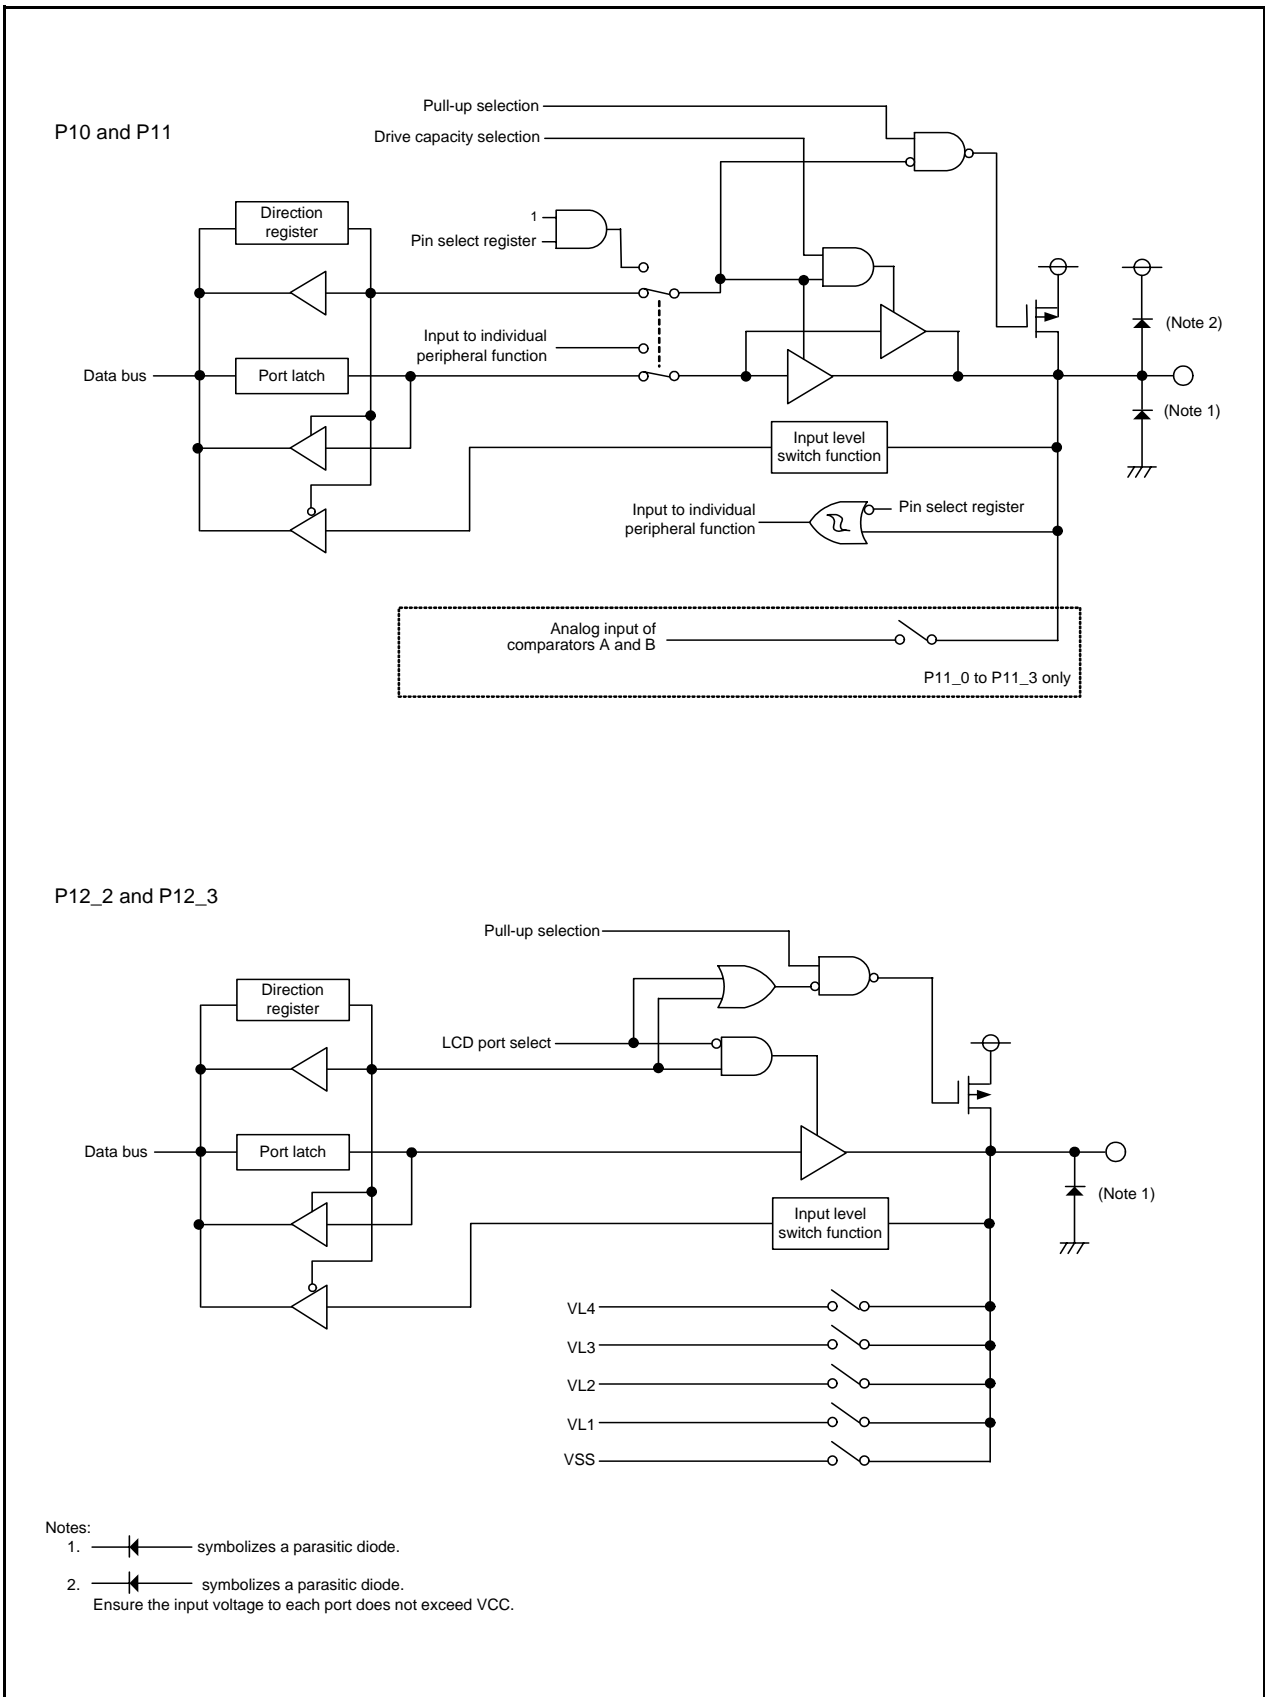 Pull-up selection
P10 and P11
Drive capacity selection
Direction
register
1
Pin select register
Input to individual
peripheral function
(Note 2)
Data bus
Port latch
(Note 1)
Input level
switch function
Input to individual
peripheral function
Pin select register
Analog input of
comparators A and B
P11_0 to P11_3 only
P12_2 and P12_3
Pull-up selection
Direction
register
LCD port select
Data bus
Port latch
(Note 1)
Input level
switch function
VL4
VL3
VL2
VL1
VSS
Notes:
1. symbolizes a parasitic diode.
2. symbolizes a parasitic diode.
Ensure the input voltage to each port does not exceed VCC.